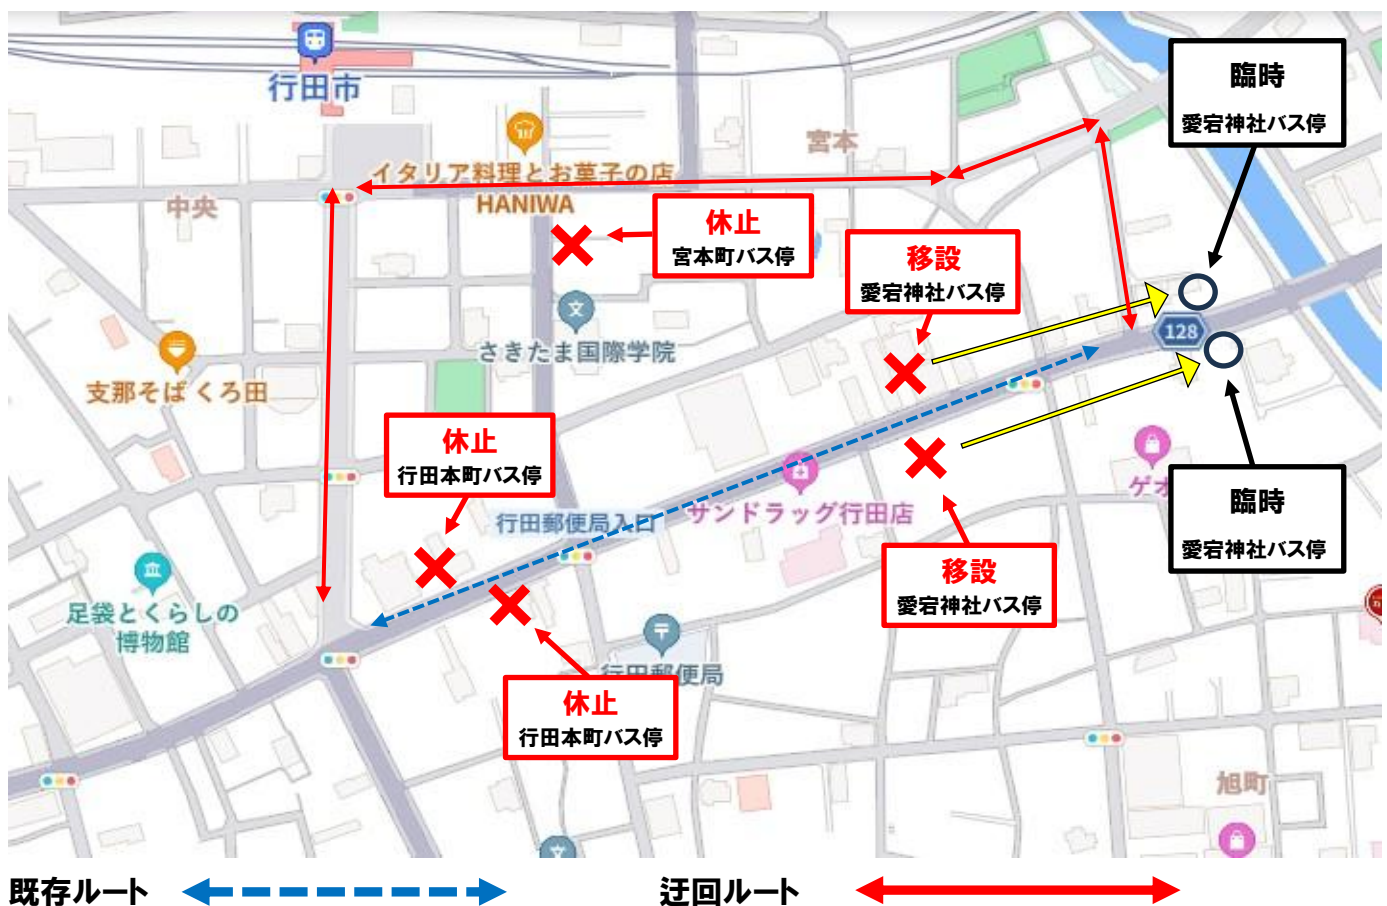 行田市
臨時
愛宕神社バス停
宮本
イタリア料理とお菓子の店
HANIWA
中央
休止
宮本町バス停
移設
愛宕神社バス停
128
さきたま国際学院
支那そば くろ田
休止
行田本町バス停
ゲオ
サンドラッグ行田店
行田郵便局入口
臨時
愛宕神社バス停
移設
愛宕神社バス停
足袋とくらしの
博物館
行田郵便局
休止
行田本町バス停
旭町
既存ルート
迂回ルート